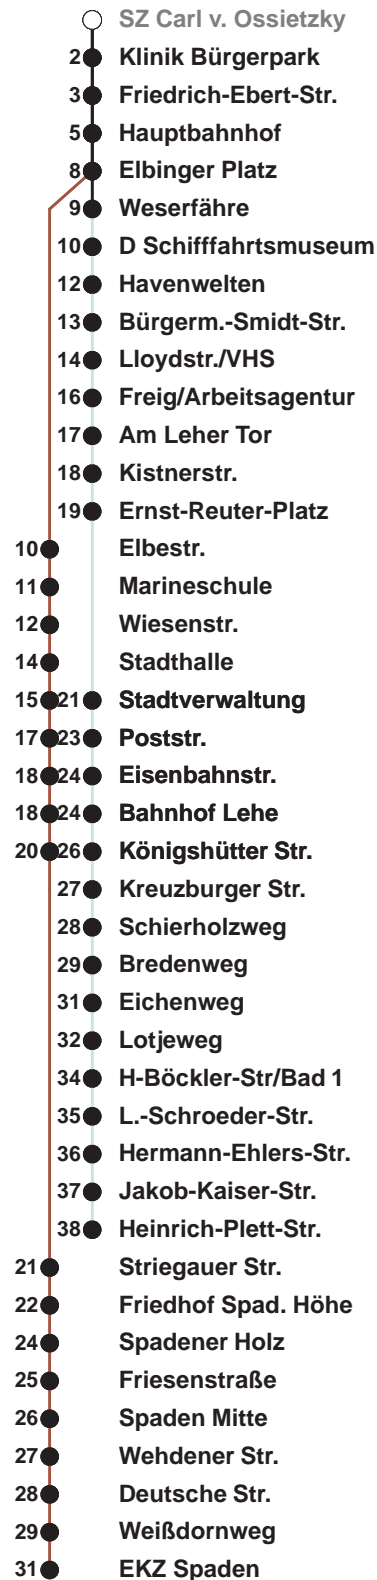 SZ Carl v. Ossietzky
2 Klinik Bürgerpark
3 Friedrich-Ebert-Str.
5 Hauptbahnhof
8 Elbinger Platz
9 Weserfähre
10 D Schifffahrtsmuseum
12 Havenwelten
13 Bürgerm.-Smidt-Str.
14 Lloydstr./VHS
16 Freig/Arbeitsagentur
17 Am Leher Tor
18 Kistnerstr.
19 Ernst-Reuter-Platz
10 Elbestr.
11 Marineschule
12 Wiesenstr.
14 Stadthalle
15 21 Stadtverwaltung
17 23 Poststr.
18 24 Eisenbahnstr.
18 24 Bahnhof Lehe
20 26 Königshütter Str.
27 Kreuzburger Str.
28 Schierholzweg
29 Bredenweg
31 Eichenweg
32 Lotjeweg
34 H-Böckler-Str/Bad 1
35 L.-Schroeder-Str.
36 Hermann-Ehlers-Str.
37 Jakob-Kaiser-Str.
38 Heinrich-Plett-Str.
21 Striegauer Str.
22 Friedhof Spad. Höhe
24 Spadener Holz
25 Friesenstraße
26 Spaden Mitte
27 Wehdener Str.
28 Deutsche Str.
29 Weißdornweg
31 EKZ Spaden